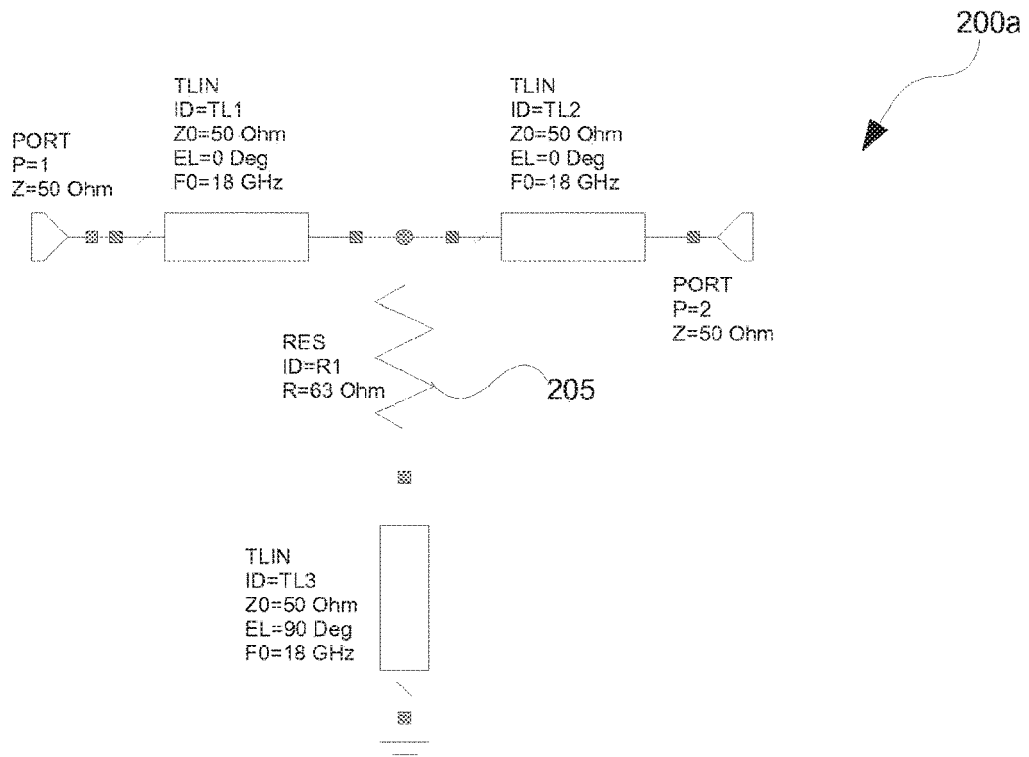 200a
TLIN
ID=TL1
Z0=50 Ohm
EL=0 Deg
F0=18 GHz
TLIN
ID=TL2
Z0=50 Ohm
EL=0 Deg
F0=18 GHz
PORT
P=1
Z=50 Ohm
PORT
P=2
Z=50 Ohm
RES
ID=R1
R=63 Ohm
205
TLIN
ID=TL3
Z0=50 Ohm
EL=90 Deg
F0=18 GHz